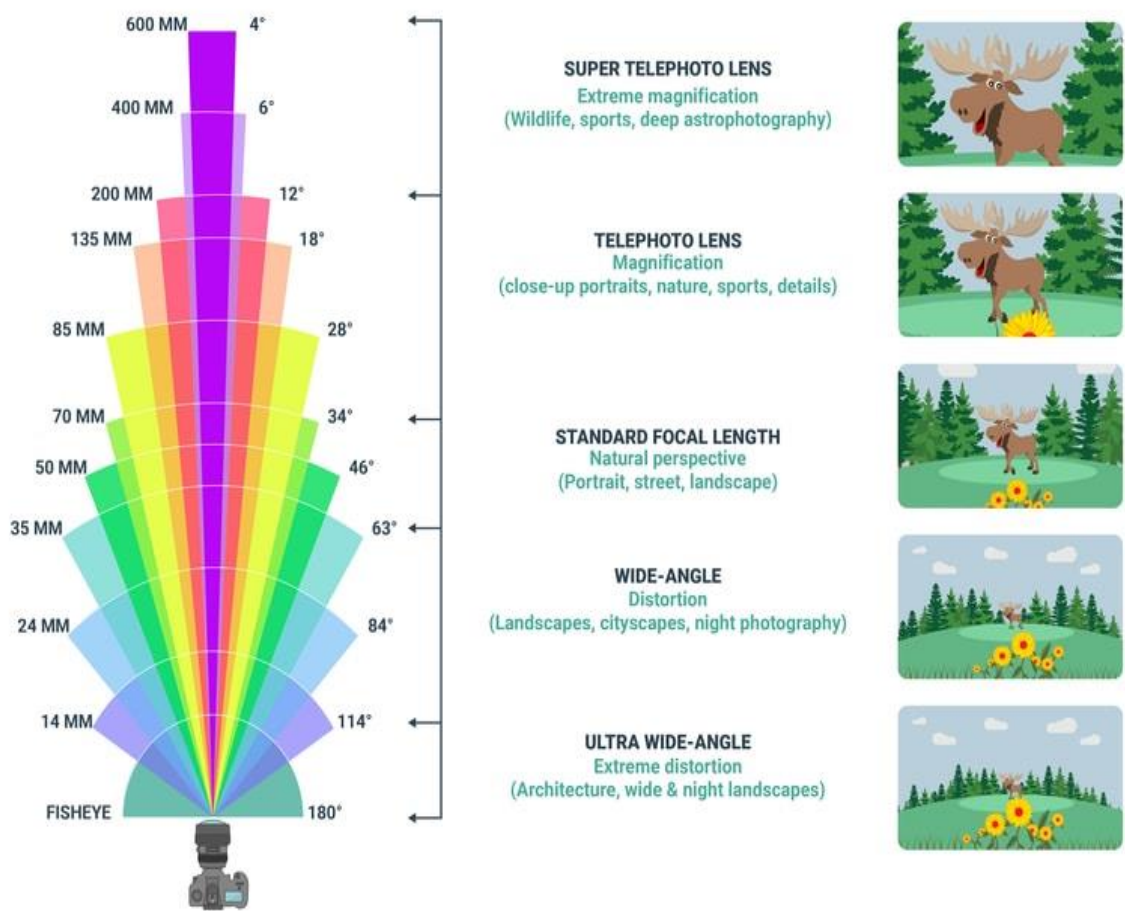 600 MM 4°
400 MM 6°
200 MM 12°
135 MM 18°
85 MM 28°
70 MM 34°
50 MM 46°
35 MM 63°
24 MM 84°
14 MM 114°
FISHEYE 180°
SUPER TELEPHOTO LENS
Extreme magnification
(Wildlife, sports, deep astrophotography)
TELEPHOTO LENS
Magnification
(close-up portraits, nature, sports, details)
STANDARD FOCAL LENGTH
Natural perspective
(Portrait, street, landscape)
WIDE-ANGLE
Distortion
(Landscapes, cityscapes, night photography)
ULTRA WIDE-ANGLE
Extreme distortion
(Architecture, wide & night landscapes)